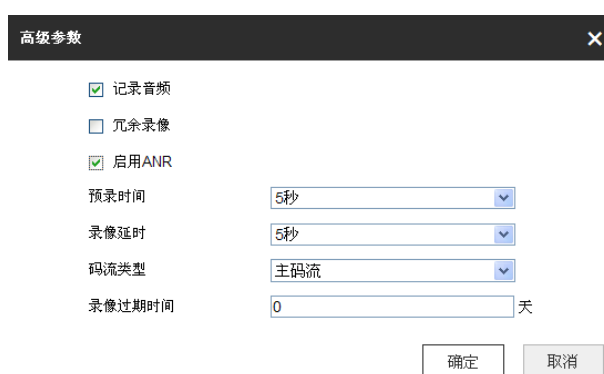 高级参数
记录音频
冗余录像
启用ANR
预录时间 5秒
录像延时 5秒
码流类型 主码流
录像过期时间 0 天
确定 取消